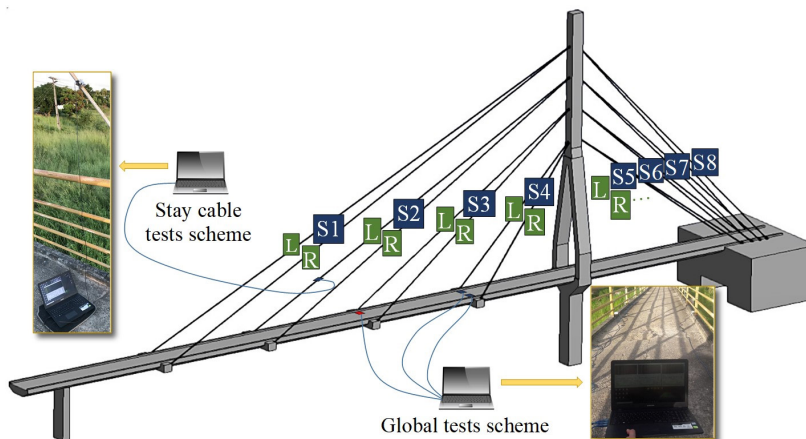 S1
L
R
S2
L
R
S3
L
R
S4
L
R
S5
S6
S7
S8
L
R
Stay cable
tests scheme
Global tests scheme